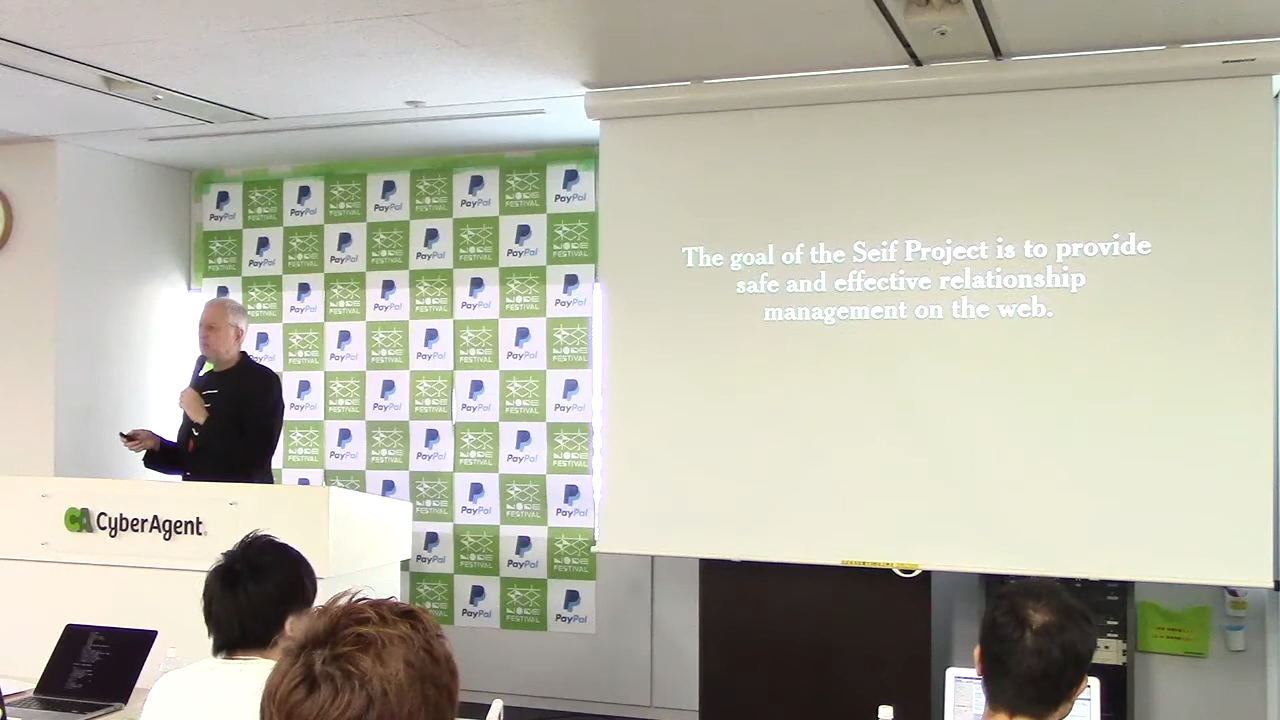 The goal of the Seif Project is to provide
safe and effective relationship
management on the web.
PayPal
NODE
FESTIVAL
CA CyberAgent